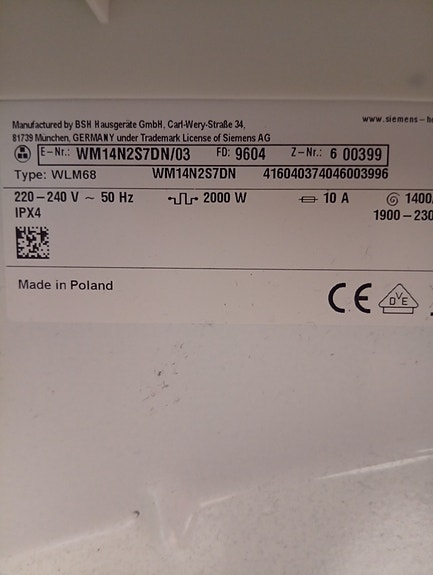 Manufactured by BSH Hausgeräte GmbH, Carl-Wery-Straße 34,
www.siemens-h
81739 München, GERMANY under Trademark License of Siemens AG
E-Nr.: WM14N2S7DN/03 FD: 9604 Z-Nr.: 6 00399
Type: WLM68 WM14N2S7DN 416040374046003996
220-240 V ~ 50 Hz 2000 W 10 A 1400
IPX4 1900-230
Made in Poland CE DVE